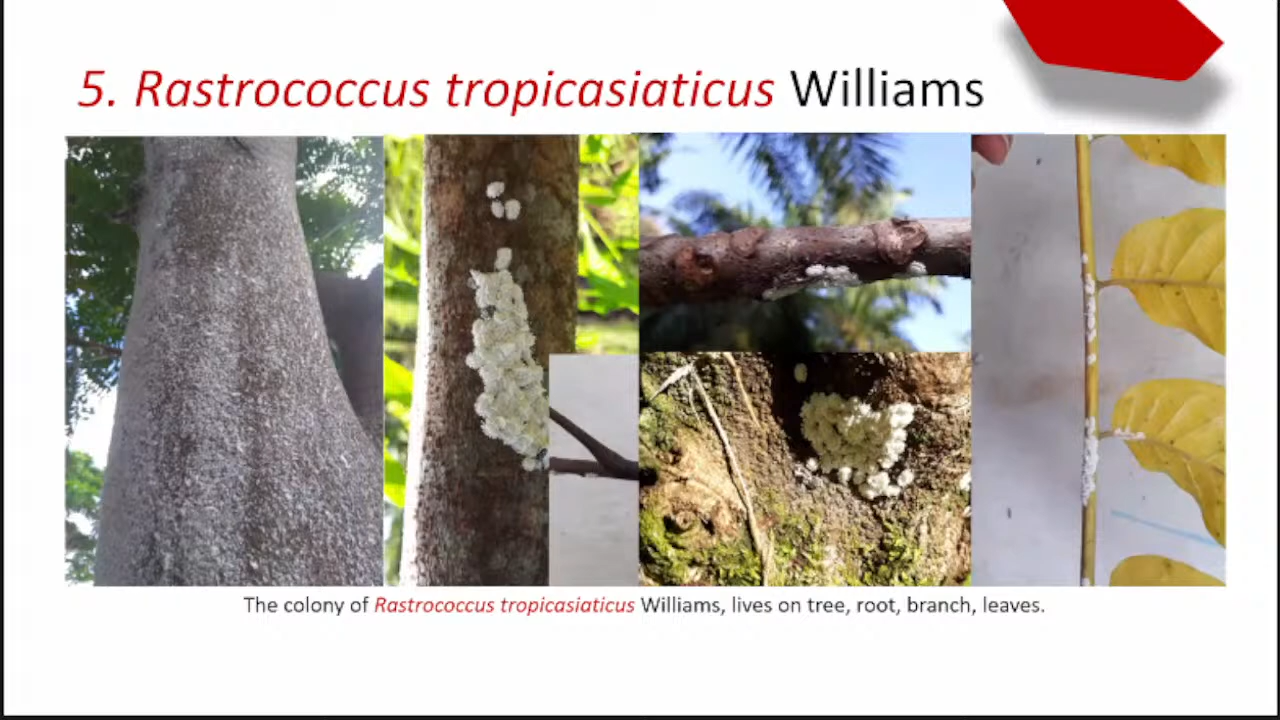 5. Rastrococcus tropicasiaticus Williams
The colony of Rastrococcus tropicasiaticus Williams, lives on tree, root, branch, leaves.